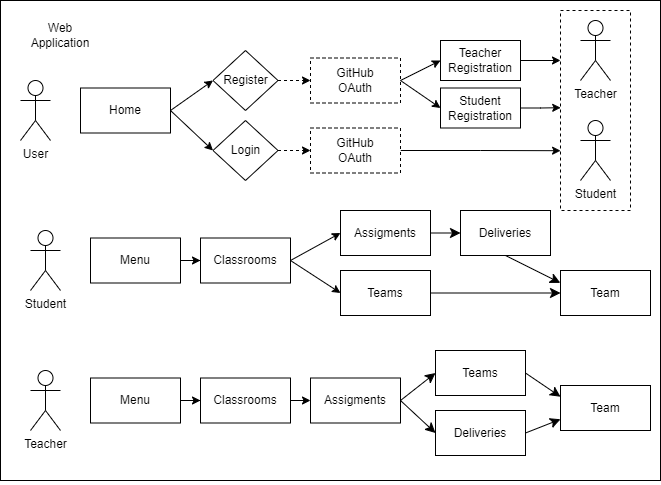 Web
Application
User
Home
Register
Login
GitHub
OAuth
GitHub
OAuth
Teacher
Registration
Student
Registration
Teacher
Student
Student
Menu
Classrooms
Assigments
Deliveries
Teams
Team
Teacher
Menu
Classrooms
Assigments
Teams
Deliveries
Team